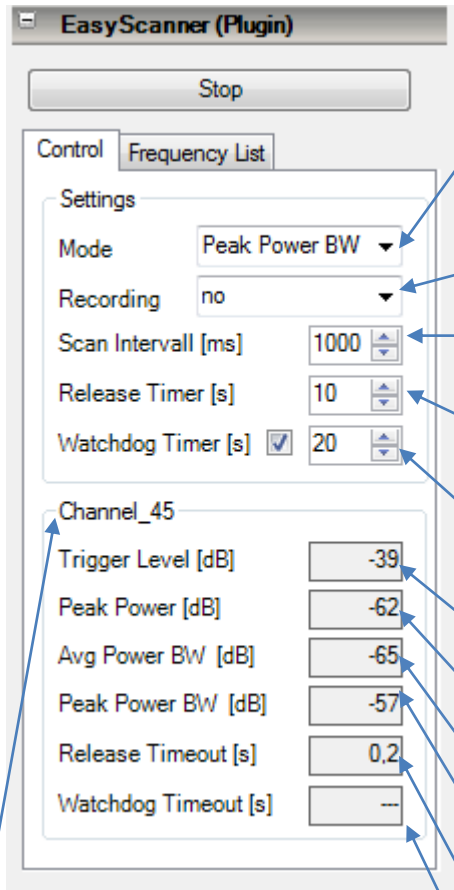 EasyScanner (Plugin)
Stop
Control Frequency List
Settings
Mode Peak Power BW
Recording no
Scan Intervall [ms] 1000
Release Timer [s] 10
Watchdog Timer [s] 20
Channel_45
Trigger Level [dB] -39
Peak Power [dB] -62
Avg Power BW [dB] -65
Peak Power BW [dB] -57
Release Timeout [s] 0,2
Watchdog Timeout [s] ---